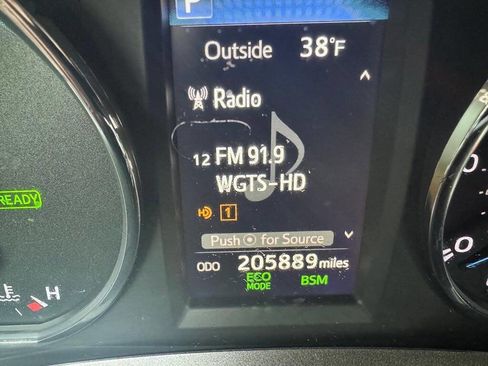 P
Outside 38°F
Radio
12 FM 91.9
WGTS-HD
HD 1
Push for Source
READY
ODO 205889 miles
H
ECO
MODE
BSM